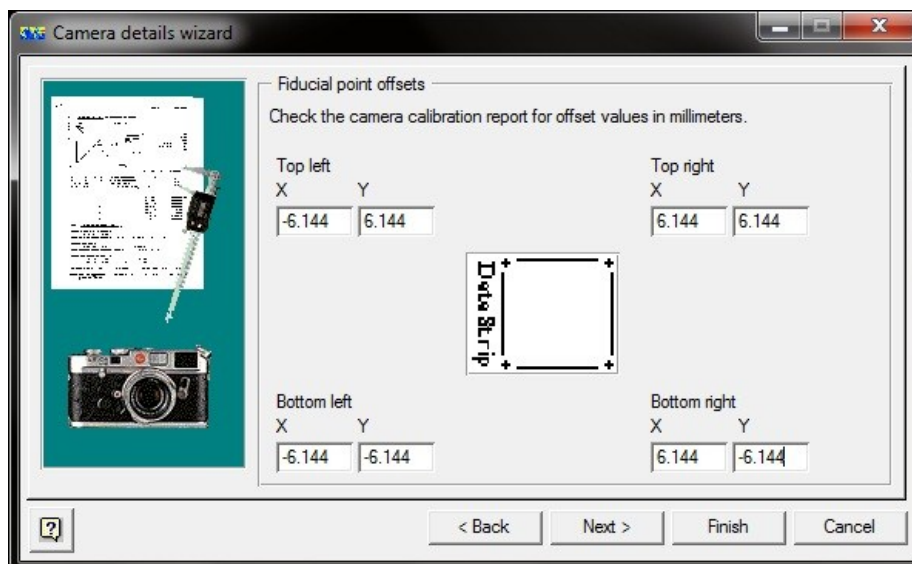 Camera details wizard
Fiducial point offsets
Check the camera calibration report for offset values in millimeters.
Top left
X Y
-6.144 6.144
Top right
X Y
6.144 6.144
Data Strip
Bottom left
X Y
-6.144 -6.144
Bottom right
X Y
6.144 -6.144
< Back Next > Finish Cancel